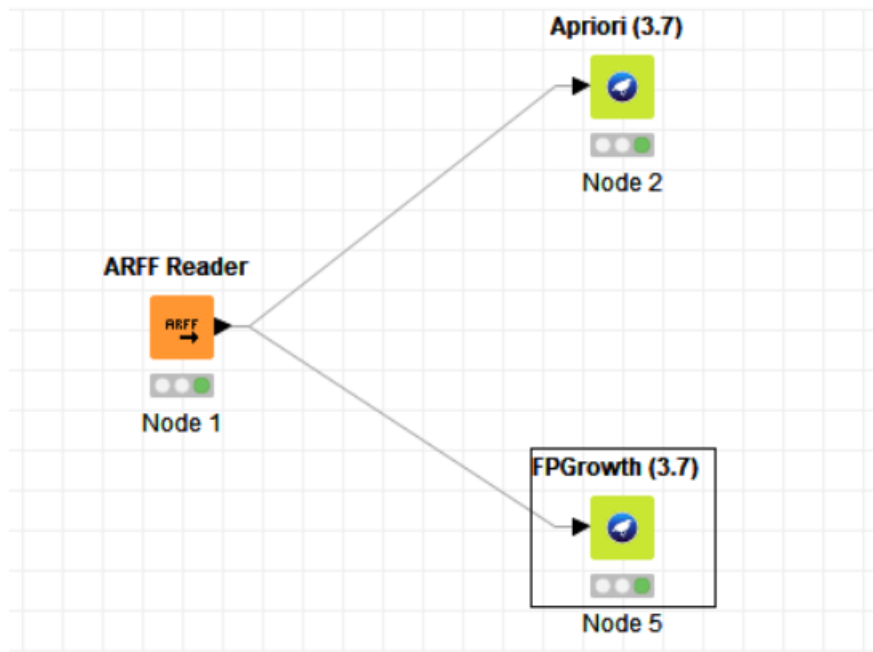 Apriori (3.7)
Node 2
ARFF Reader
ARFF
Node 1
FPGrowth (3.7)
Node 5